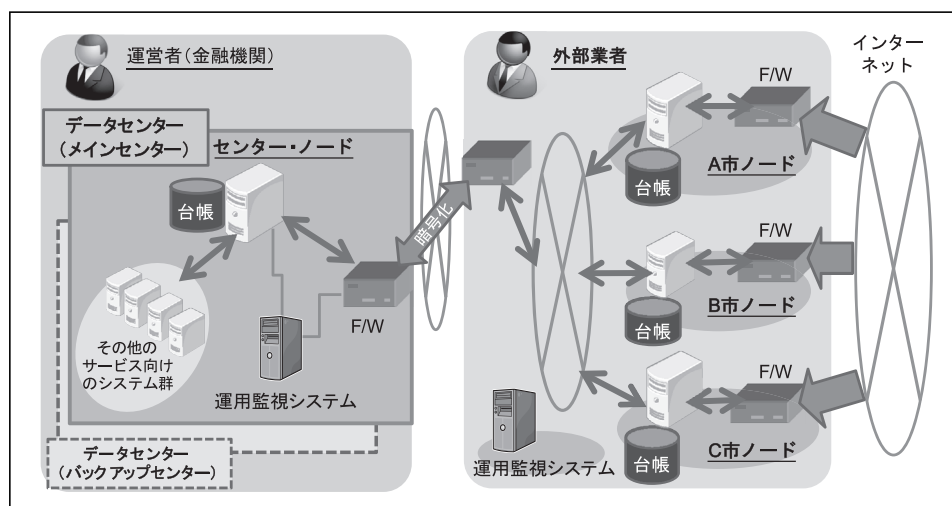 運営者(金融機関)
データセンター
(メインセンター)
センター・ノード
台帳
その他の
サービス向け
のシステム群
運用監視システム
F/W
暗号化
データセンター
(バックアップセンター)
外部業者
F/W
台帳
A市ノード
F/W
台帳
B市ノード
F/W
台帳
C市ノード
運用監視システム
インター
ネット